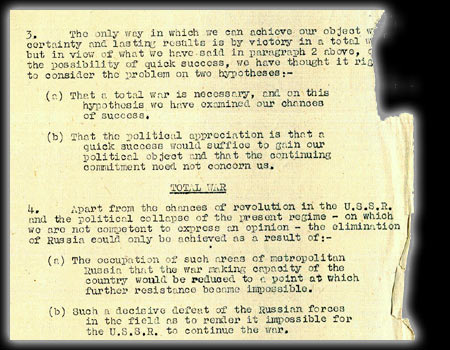 3. The only way in which we can achieve our object w
certainty and lasting results is by victory in a total w
but in view of what we have said in paragraph 2 above, o
the possibility of quick success, we have thought it rig
to consider the problem on two hypotheses:-
(a) That a total war is necessary, and on this
hypothesis we have examined our chances
of success.
(b) That the political appreciation is that a
quick success would suffice to gain our
political object and that the continuing
commitment need not concern us.
TOTAL WAR
4. Apart from the chances of revolution in the U.S.S.R.
and the political collapse of the present regime - on which
we are not competent to express an opinion - the elimination
of Russia could only be achieved as a result of:-
(a) The occupation of such areas of metropolitan
Russia that the war making capacity of the
country would be reduced to a point at which
further resistance became impossible.
(b) Such a decisive defeat of the Russian forces
in the field as to render it impossible for
the U.S.S.R. to continue the war.